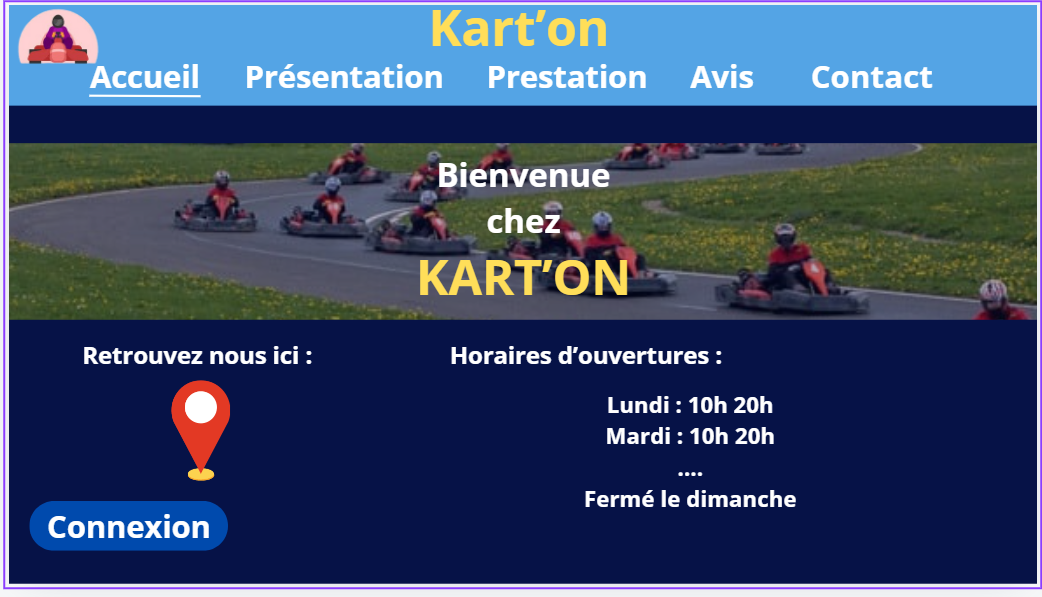 Kart’on
Accueil Présentation Prestation Avis Contact
Bienvenue
chez
KART’ON
Retrouvez nous ici :
Horaires d’ouvertures :
Lundi : 10h 20h
Mardi : 10h 20h
....
Fermé le dimanche
Connexion